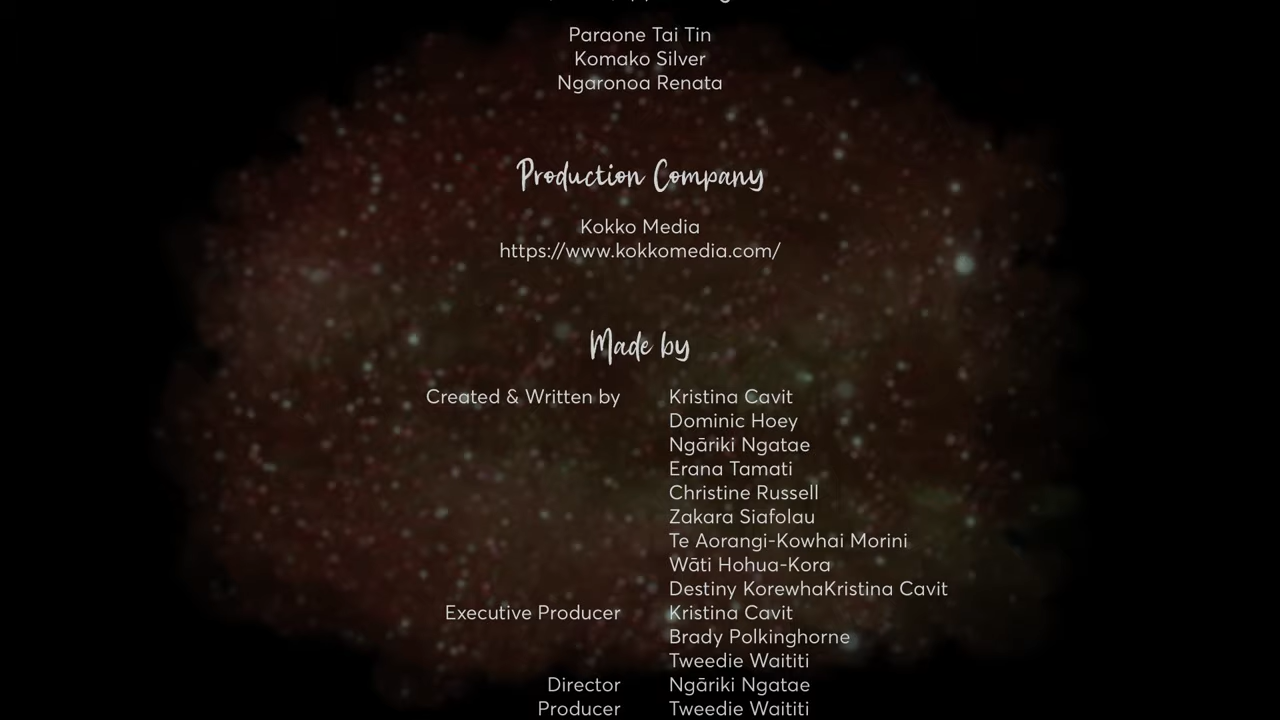 Paraone Tai Tin
Komako Silver
Ngaronoa Renata
Production Company
Kokko Media
https://www.kokkomedia.com/
Made by
Created & Written by Kristina Cavit
Dominic Hoey
Ngāriki Ngatae
Erana Tamati
Christine Russell
Zakara Siafolau
Te Aorangi-Kowhai Morini
Wāti Hohua-Kora
Destiny KorewhaKristina Cavit
Executive Producer Kristina Cavit
Brady Polkinghorne
Tweedie Waititi
Director Ngāriki Ngatae
Producer Tweedie Waititi